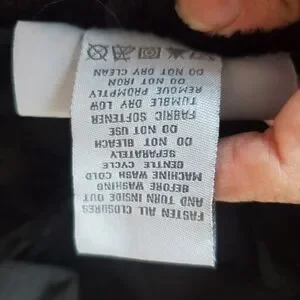 FASTEN ALL CLOSURES
AND TURN INSIDE OUT
BEFORE WASHING
MACHINE WASH COLD
GENTLE CYCLE
SEPARATELY
DO NOT BLEACH
DO NOT USE
FABRIC SOFTENER
TUMBLE DRY LOW
REMOVE PROMPTLY
DO NOT IRON
DO NOT DRY CLEAN